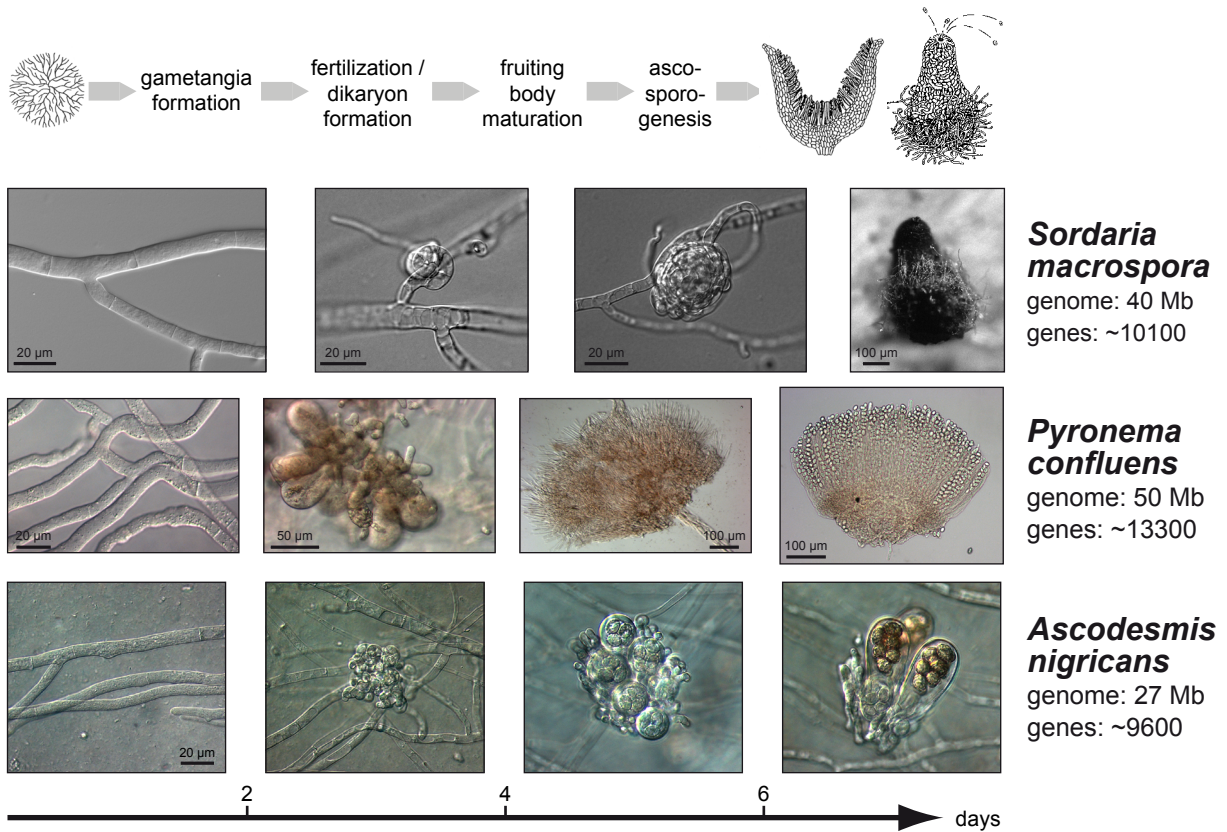 gametangia
formation
fertilization /
dikaryon
formation
fruiting
body
maturation
asco-
sporo-
genesis
20 µm
20 µm
20 µm
100 µm
Sordaria
macrospora
genome: 40 Mb
genes: ~10100
20 µm
50 µm
100 µm
100 µm
Pyronema
confluens
genome: 50 Mb
genes: ~13300
20 µm
Ascodesmis
nigricans
genome: 27 Mb
genes: ~9600
2
4
6
days